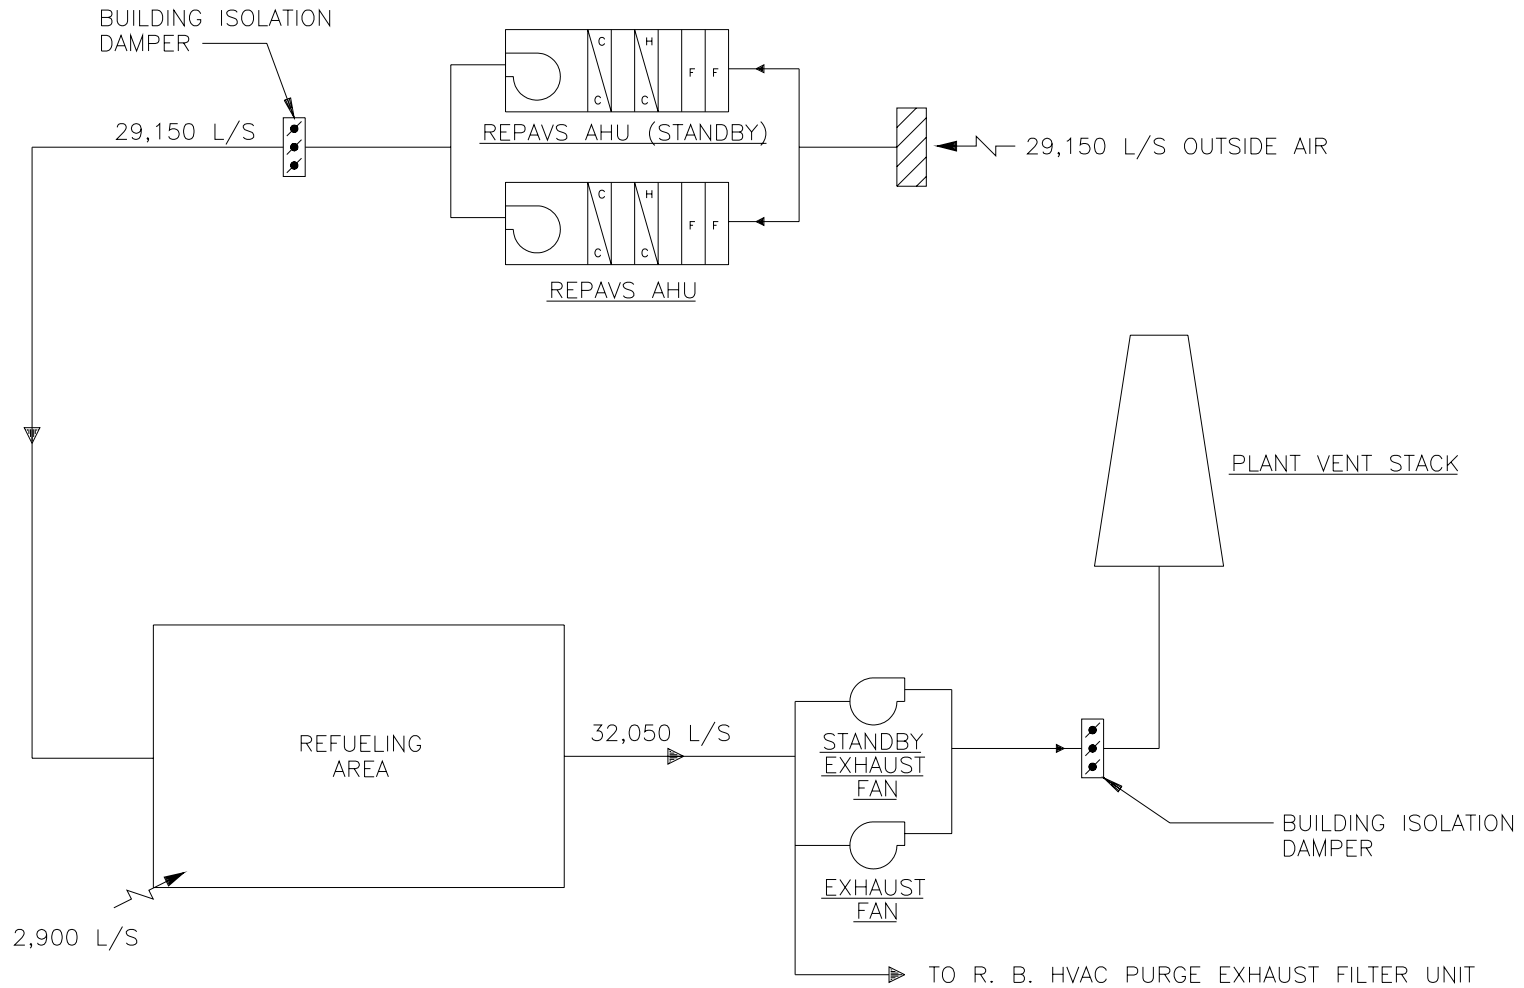 BUILDING ISOLATION
DAMPER
29,150 L/S
C
H
F F
C
C
REPAVS AHU (STANDBY)
29,150 L/S OUTSIDE AIR
C
H
F F
C
C
REPAVS AHU
PLANT VENT STACK
REFUELING
AREA
32,050 L/S
STANDBY
EXHAUST
FAN
BUILDING ISOLATION
DAMPER
EXHAUST
FAN
2,900 L/S
TO R. B. HVAC PURGE EXHAUST FILTER UNIT